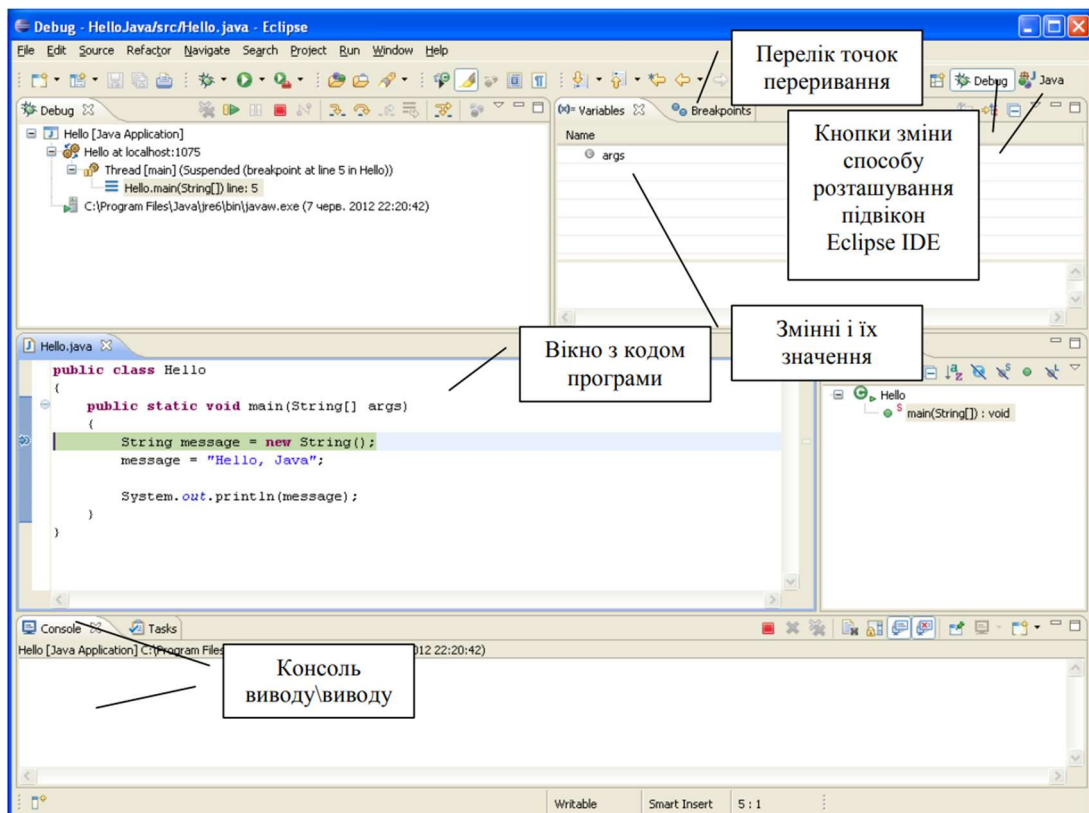 Debug - HelloJava/src/Hello.java - Eclipse
File Edit Source Refactor Navigate Search Project Run Window Help
Перелік точок
переривання
Debug Java
Debug
(x)= Variables Breakpoints
Hello [Java Application]
Hello at localhost:1075
Thread [main] (Suspended (breakpoint at line 5 in Hello))
Hello.main(String[]) line: 5
C:\Program Files\Java\jre6\bin\javaw.exe (7 черв. 2012 22:20:42)
Name
args
Кнопки зміни
способу
розташування
підвікон
Eclipse IDE
Змінні і їх
значення
Вікно з кодом
програми
Hello.java
public class Hello
{
public static void main(String[] args)
{
String message = new String();
message = "Hello, Java";
System.out.println(message);
}
}
Hello
main(String[]) : void
Console Tasks
Hello [Java Application] C:\Program Files 012 22:20:42)
Консоль
виводу\виводу
Writable Smart Insert 5 : 1